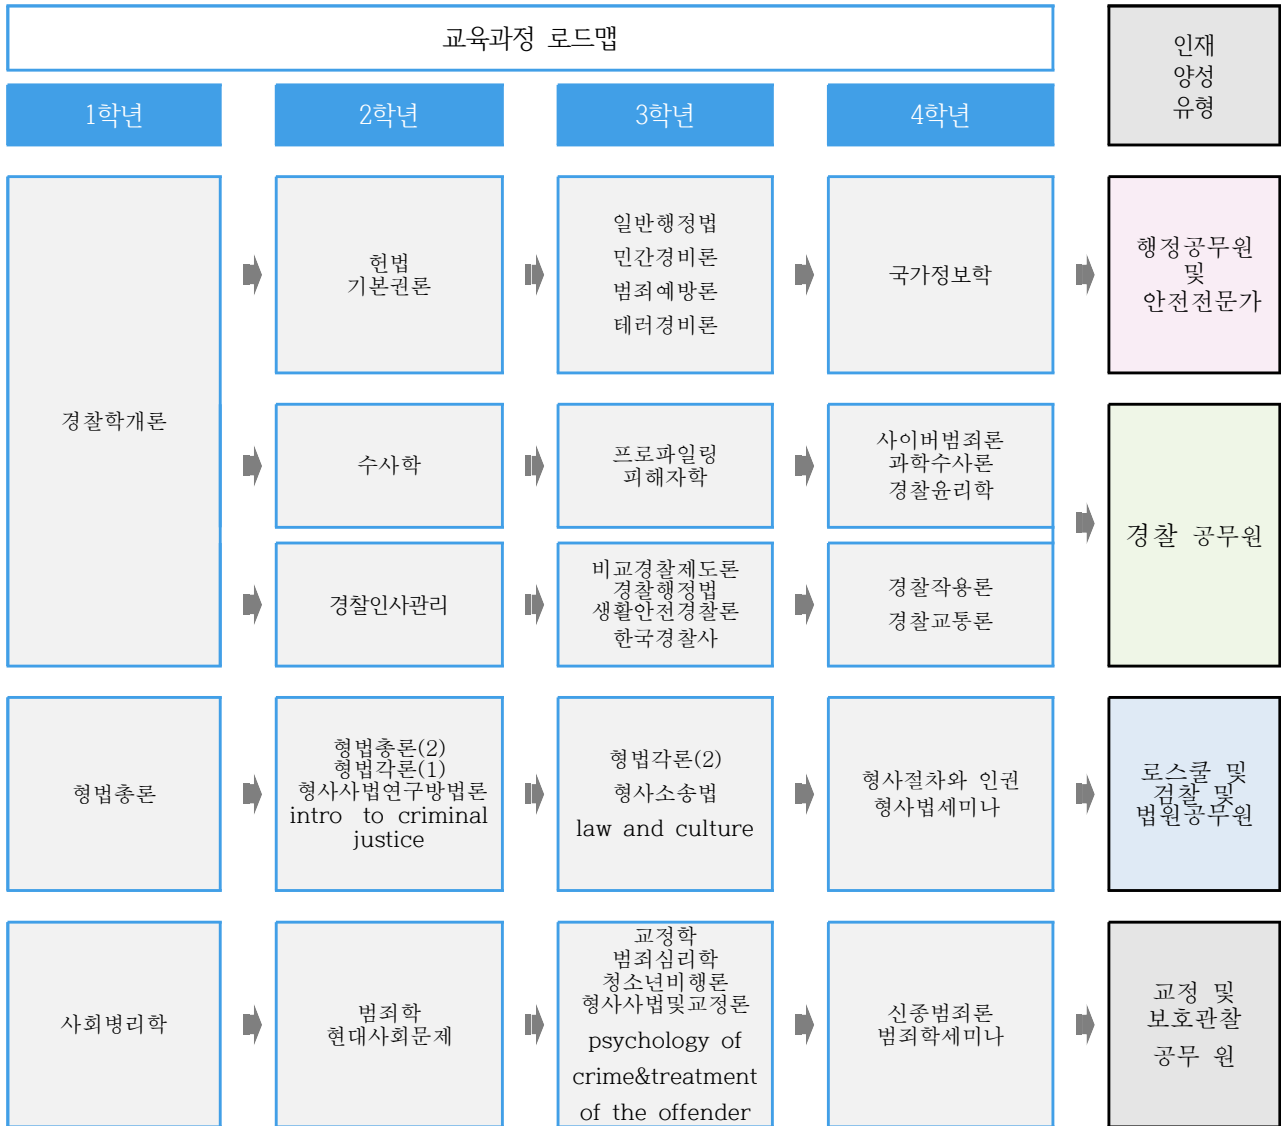 교육과정 로드맵
인재
양성
유형
1학년
2학년
3학년
4학년
경찰학개론
헌법
기본권론
일반행정법
민간경비론
범죄예방론
테러경비론
국가정보학
행정공무원
및
안전전문가
수사학
프로파일링
피해자학
사이버범죄론
과학수사론
경찰윤리학
경찰 공무원
경찰인사관리
비교경찰제도론
경찰행정법
생활안전경찰론
한국경찰사
경찰작용론
경찰교통론
형법총론
형법총론(2)
형법각론(1)
형사사법연구방법론
intro to criminal
justice
형법각론(2)
형사소송법
law and culture
형사절차와 인권
형사법세미나
로스쿨 및
검찰 및
법원공무원
사회병리학
범죄학
현대사회문제
교정학
범죄심리학
청소년비행론
형사사법및교정론
psychology of
crime&treatment
of the offender
신종범죄론
범죄학세미나
교정 및
보호관찰
공무 원